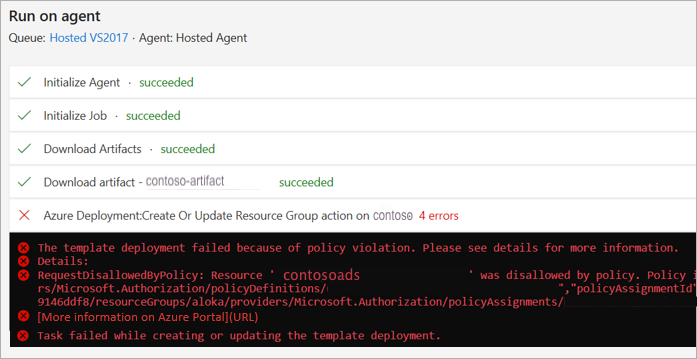 Run on agent
Queue: Hosted VS2017 · Agent: Hosted Agent
Initialize Agent · succeeded
Initialize Job · succeeded
Download Artifacts · succeeded
Download artifact - contoso-artifact succeeded
Azure Deployment:Create Or Update Resource Group action on contoso 4 errors
The template deployment failed because of policy violation. Please see details for more information.
Details:
RequestDisallowedByPolicy: Resource ' contosoads ' was disallowed by policy. Policy i
rs/Microsoft.Authorization/policyDefinitions/ ","policyAssignmentId"
9146ddf8/resourceGroups/aloka/providers/Microsoft.Authorization/policyAssignments/
[More information on Azure Portal](URL)
Task failed while creating or updating the template deployment.